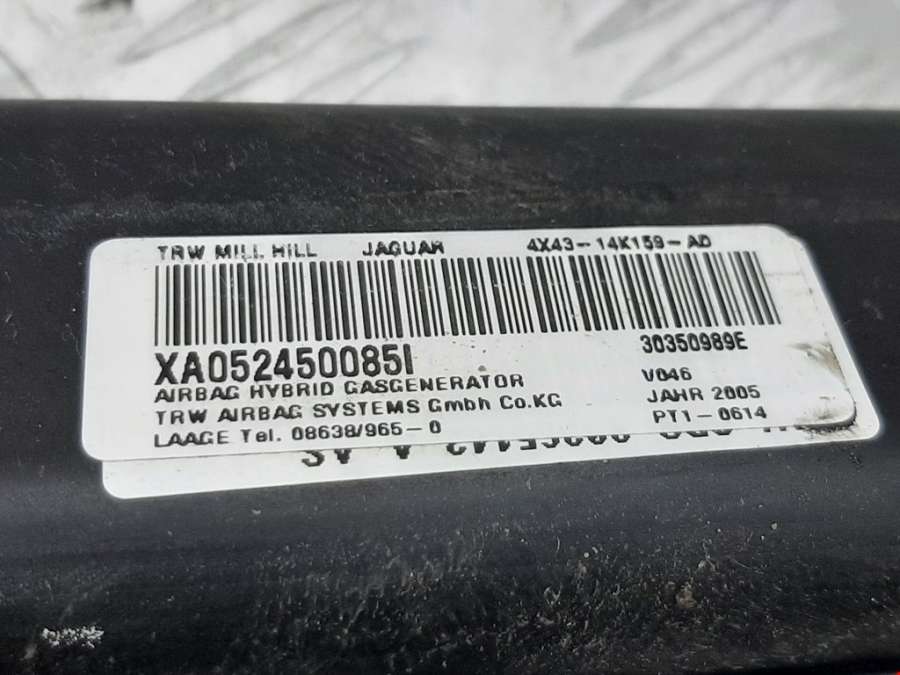 TRW MILL HILL JAGUAR 4X43-14K159-AD
XA052450085I 30350989E
AIRBAG HYBRID GASGENERATOR V046
TRW AIRBAG SYSTEMS Gmbh Co.KG JAHR 2005
LAAGE Tel. 08638/965-0 PT1-0614